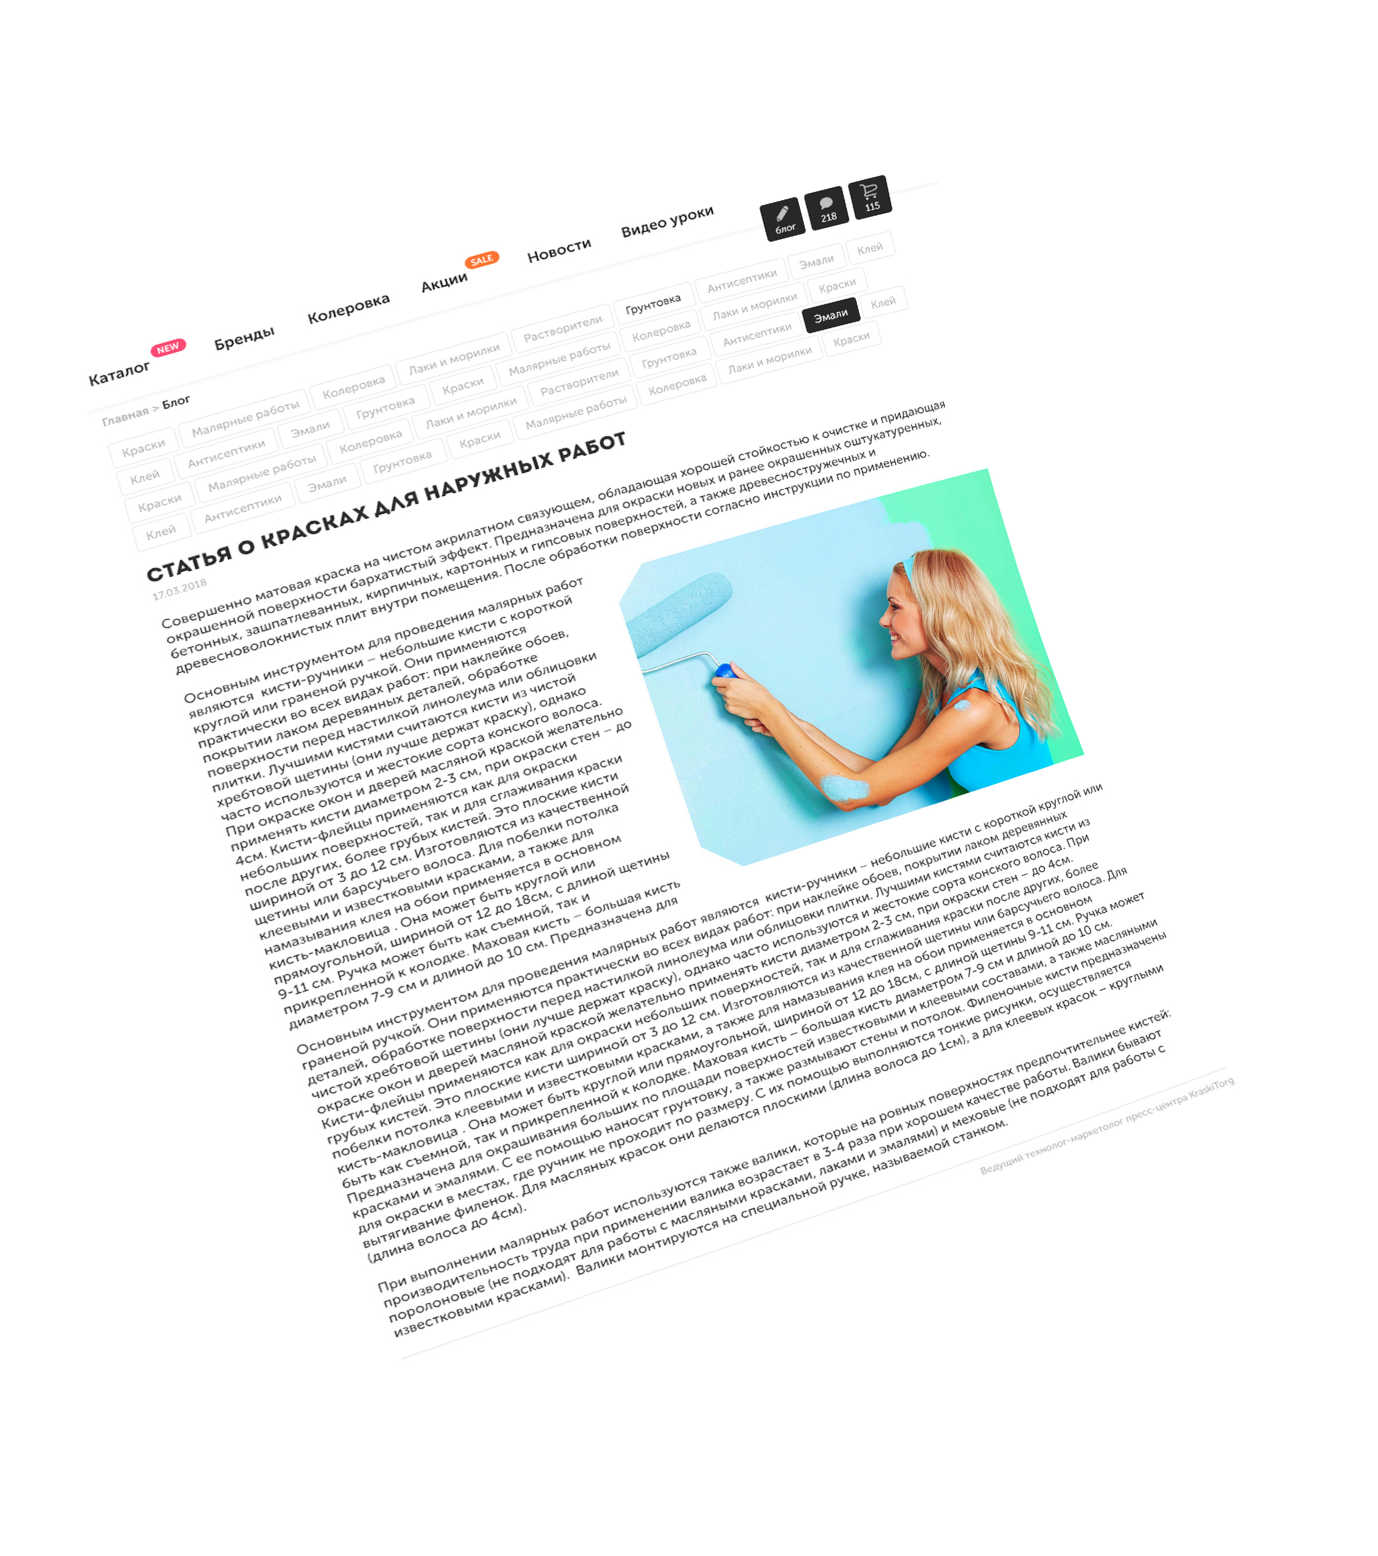 Каталог NEW Бренды Колеровка Акции SALE Новости Видео уроки блог 218 115
Главная > Блог
Краски Малярные работы Колеровка Лаки и морилки Растворители Грунтовка Антисептики Эмали Клей
Клей Антисептики Эмали Грунтовка Краски Малярные работы Колеровка Лаки и морилки Краски
Краски Малярные работы Колеровка Лаки и морилки Растворители Грунтовка Антисептики Эмали Клей
Клей Антисептики Эмали Грунтовка Краски Малярные работы Колеровка Лаки и морилки Краски
СТАТЬЯ О КРАСКАХ ДЛЯ НАРУЖНЫХ РАБОТ
17.03.2018
Совершенно матовая краска на чистом акрилатном связующем, обладающая хорошей стойкостью к очистке и придающая
окрашенной поверхности бархатистый эффект. Предназначена для окраски новых и ранее окрашенных оштукатуренных,
бетонных, зашпатлеванных, кирпичных, картонных и гипсовых поверхностей, а также древесностружечных и
древесноволокнистых плит внутри помещения. После обработки поверхности согласно инструкции по применению.
Основным инструментом для проведения малярных работ
являются кисти-ручники – небольшие кисти с короткой
круглой или граненой ручкой. Они применяются
практически во всех видах работ: при наклейке обоев,
покрытии лаком деревянных деталей, обработке
поверхности перед настилкой линолеума или облицовки
плитки. Лучшими кистями считаются кисти из чистой
хребтовой щетины (они лучше держат краску), однако
часто используются и жестокие сорта конского волоса.
При окраске окон и дверей масляной краской желательно
применять кисти диаметром 2-3 см, при окраски стен – до
4см. Кисти-флейцы применяются как для окраски
небольших поверхностей, так и для сглаживания краски
после других, более грубых кистей. Это плоские кисти
шириной от 3 до 12 см. Изготовляются из качественной
щетины или барсучьего волоса. Для побелки потолка
клеевыми и известковыми красками, а также для
намазывания клея на обои применяется в основном
кисть-макловица . Она может быть круглой или
прямоугольной, шириной от 12 до 18см, с длиной щетины
9-11 см. Ручка может быть как съемной, так и
прикрепленной к колодке. Маховая кисть – большая кисть
диаметром 7-9 см и длиной до 10 см. Предназначена для
Основным инструментом для проведения малярных работ являются кисти-ручники – небольшие кисти с короткой круглой или
граненой ручкой. Они применяются практически во всех видах работ: при наклейке обоев, покрытии лаком деревянных
деталей, обработке поверхности перед настилкой линолеума или облицовки плитки. Лучшими кистями считаются кисти из
чистой хребтовой щетины (они лучше держат краску), однако часто используются и жестокие сорта конского волоса. При
окраске окон и дверей масляной краской желательно применять кисти диаметром 2-3 см, при окраски стен – до 4см.
Кисти-флейцы применяются как для окраски небольших поверхностей, так и для сглаживания краски после других, более
грубых кистей. Это плоские кисти шириной от 3 до 12 см. Изготовляются из качественной щетины или барсучьего волоса. Для
побелки потолка клеевыми и известковыми красками, а также для намазывания клея на обои применяется в основном
кисть-макловица . Она может быть круглой или прямоугольной, шириной от 12 до 18см, с длиной щетины 9-11 см. Ручка может
быть как съемной, так и прикрепленной к колодке. Маховая кисть – большая кисть диаметром 7-9 см и длиной до 10 см.
Предназначена для окрашивания больших по площади поверхностей известковыми и клеевыми составами, а также масляными
красками и эмалями. С ее помощью наносят грунтовку, а также размывают стены и потолок. Филеночные кисти предназначены
для окраски в местах, где ручник не проходит по размеру. С их помощью выполняются тонкие рисунки, осуществляется
вытягивание филенок. Для масляных красок они делаются плоскими (длина волоса до 1см), а для клеевых красок – круглыми
(длина волоса до 4см).
При выполнении малярных работ используются также валики, которые на ровных поверхностях предпочтительнее кистей:
производительность труда при применении валика возрастает в 3-4 раза при хорошем качестве работы. Валики бывают
поролоновые (не подходят для работы с масляными красками, лаками и эмалями) и меховые (не подходят для работы с
известковыми красками). Валики монтируются на специальной ручке, называемой станком.
Ведущий технолог-маркетолог пресс-центра KraskiTorg